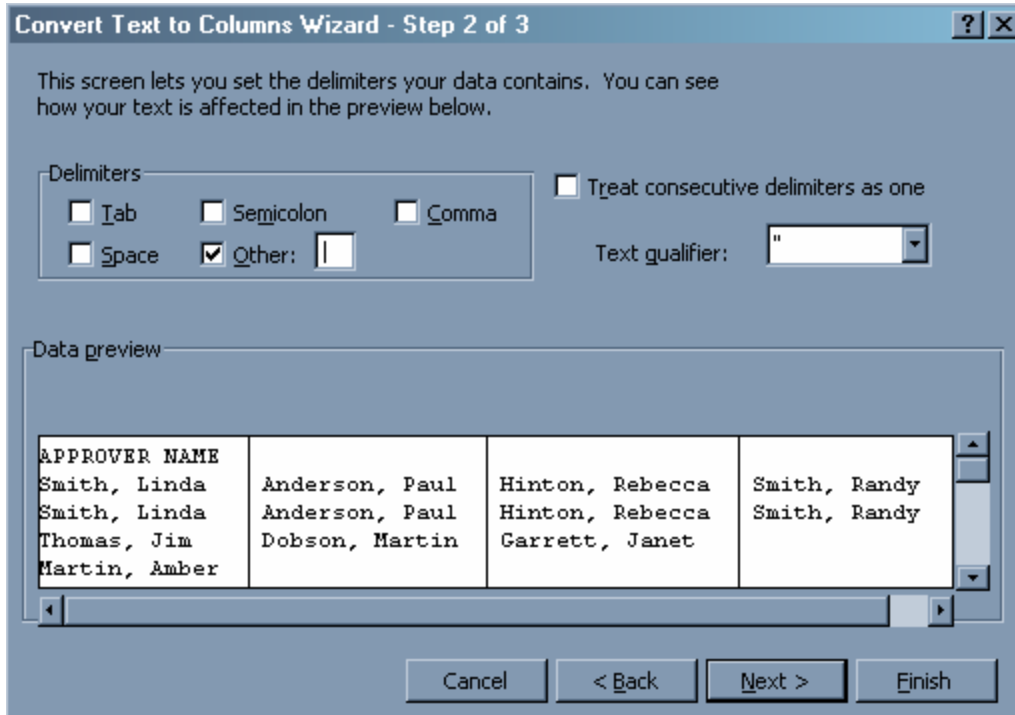 Convert Text to Columns Wizard - Step 2 of 3
This screen lets you set the delimiters your data contains. You can see
how your text is affected in the preview below.
Delimiters
Tab Semicolon Comma
Space Other: |
Treat consecutive delimiters as one
Text qualifier: "
Data preview
APPROVER NAME
Smith, Linda Anderson, Paul Hinton, Rebecca Smith, Randy
Smith, Linda Anderson, Paul Hinton, Rebecca Smith, Randy
Thomas, Jim Dobson, Martin Garrett, Janet
Martin, Amber
Cancel < Back Next > Finish